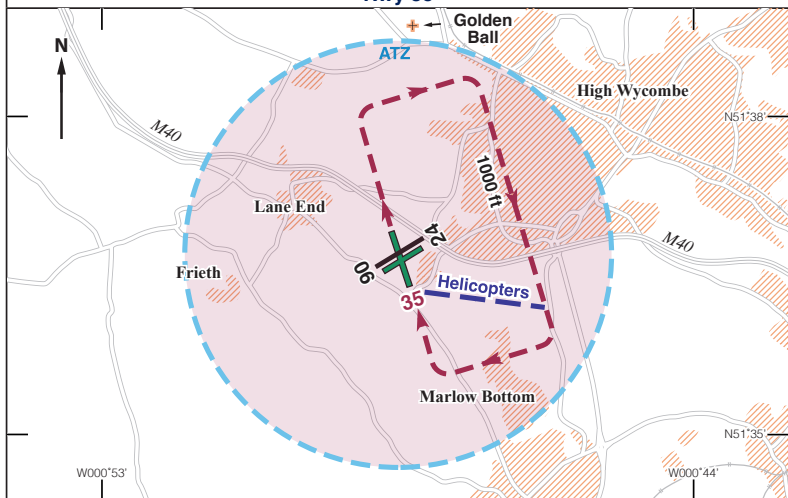 Golden
Ball
ATZ
N
High Wycombe
N51°38'
M40
1000 ft
Lane End
24
M40
06
Frieth
Helicopters
35
Marlow Bottom
N51°35'
W000°53'
W000°44'